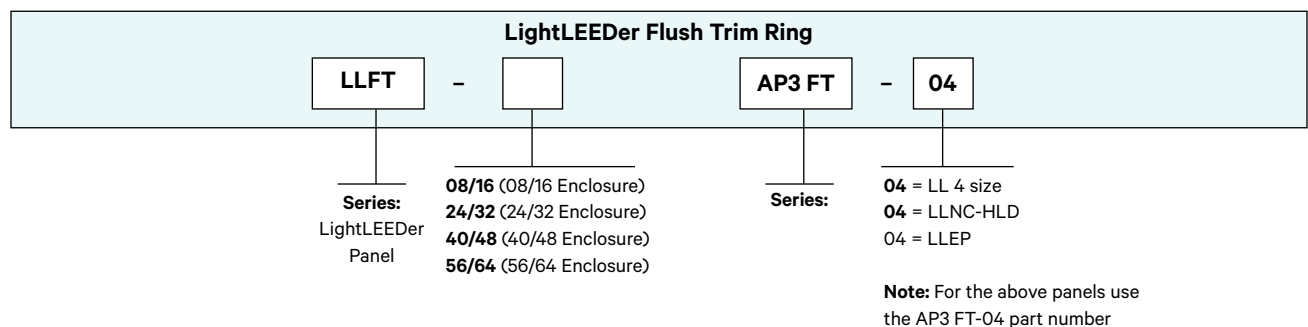 LightLEEDer Flush Trim Ring
LLFT – AP3 FT – 04
Series:
LightLEEDer
Panel
08/16 (08/16 Enclosure)
24/32 (24/32 Enclosure)
40/48 (40/48 Enclosure)
56/64 (56/64 Enclosure)
Series:
04 = LL 4 size
04 = LLNC-HLD
04 = LLEP
Note: For the above panels use
the AP3 FT-04 part number